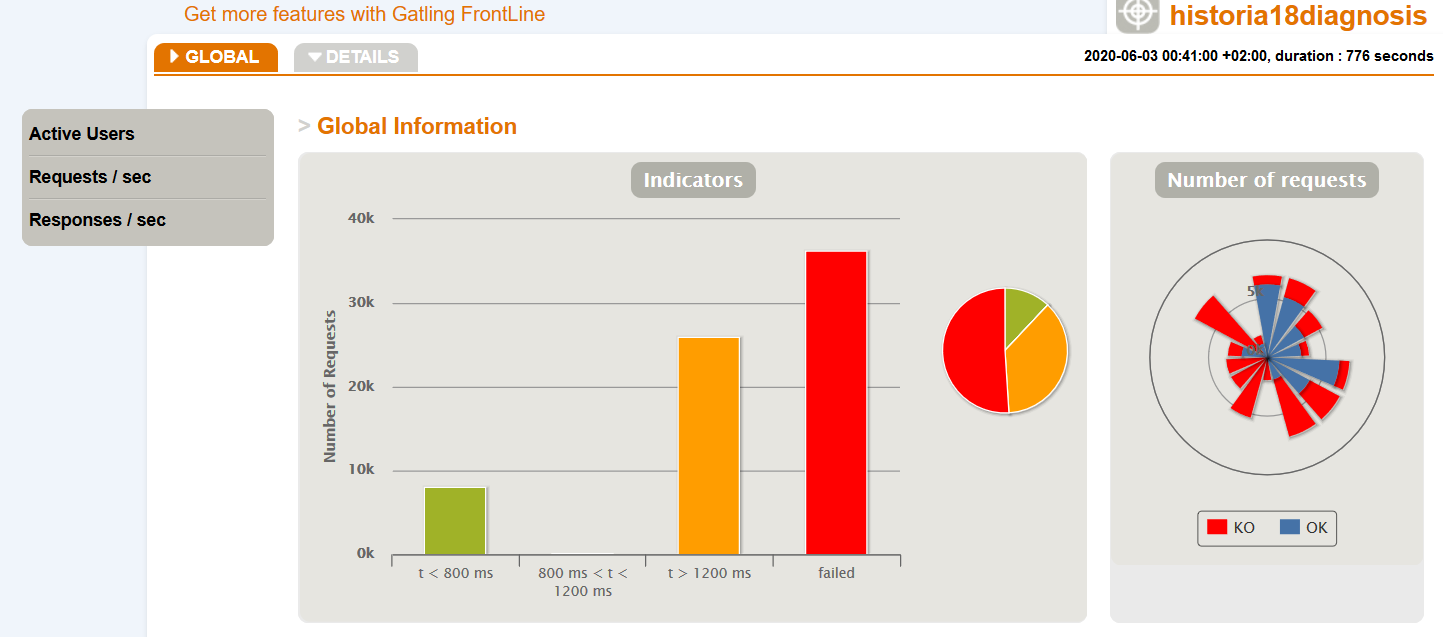 Get more features with Gatling FrontLine
historia18diagnosis
GLOBAL
DETAILS
2020-06-03 00:41:00 +02:00, duration : 776 seconds
Active Users
Requests / sec
Responses / sec
> Global Information
Indicators
40k
30k
20k
10k
0k
Number of Requests
t < 800 ms
800 ms < t <
1200 ms
t > 1200 ms
failed
Number of requests
KO
OK